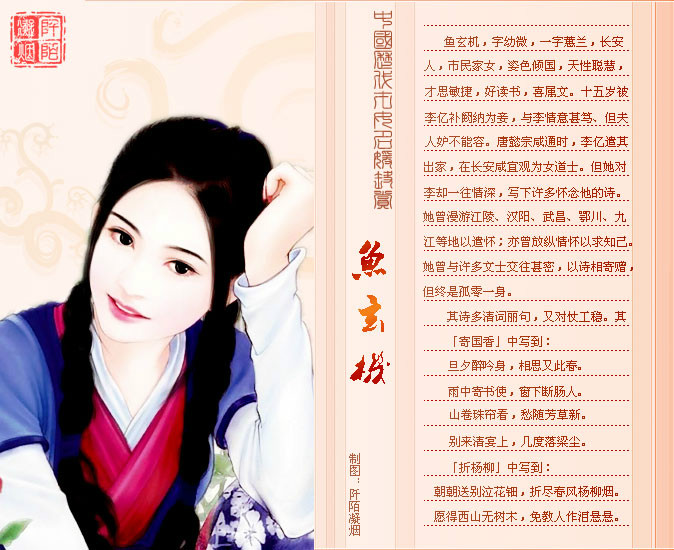 阡陌
凝烟
中國歷代名媛
魚玄機
制图:阡陌凝烟
鱼玄机，字幼微，一字蕙兰，长安
人，市民家女，姿色倾国，天性聪慧，
才思敏捷，好读书，喜属文。十五岁被
李亿补阙纳为妾，与李情意甚笃、但夫
人妒不能容。唐懿宗咸通时，李亿遣其
出家，在长安咸宜观为女道士。但她对
李却一往情深，写下许多怀念他的诗。
她曾漫游江陵、汉阳、武昌、鄂川、九
江等地以遣怀；亦曾放纵情怀以求知己。
她曾与许多文士交往甚密，以诗相寄赠，
但终是孤零一身。
其诗多清词丽句，又对仗工稳。其
「寄国香」中写到：
旦夕醉吟身，相思又此春。
雨中寄书使，窗下断肠人。
山卷珠帘看，愁随芳草新。
别来清宴上，几度落梁尘。
「折杨柳」中写到：
朝朝送别泣花钿，折尽春风杨柳烟。
愿得西山无树木，免教人作泪悬悬。